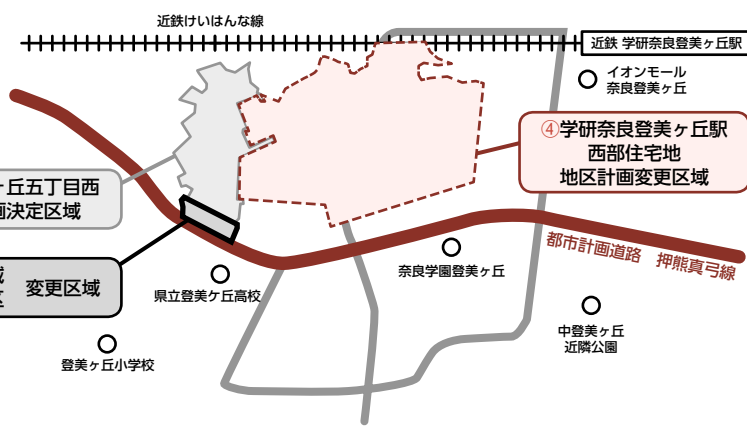 近鉄けいはんな線
近鉄 学研奈良登美ヶ丘駅
イオンモール
奈良登美ヶ丘
④学研奈良登美ヶ丘駅
西部住宅地
地区計画変更区域
ヶ丘五丁目西
画決定区域
域
区 変更区域
都市計画道路 押熊真弓線
奈良学園登美ヶ丘
県立登美ケ丘高校
中登美ヶ丘
近隣公園
登美ヶ丘小学校